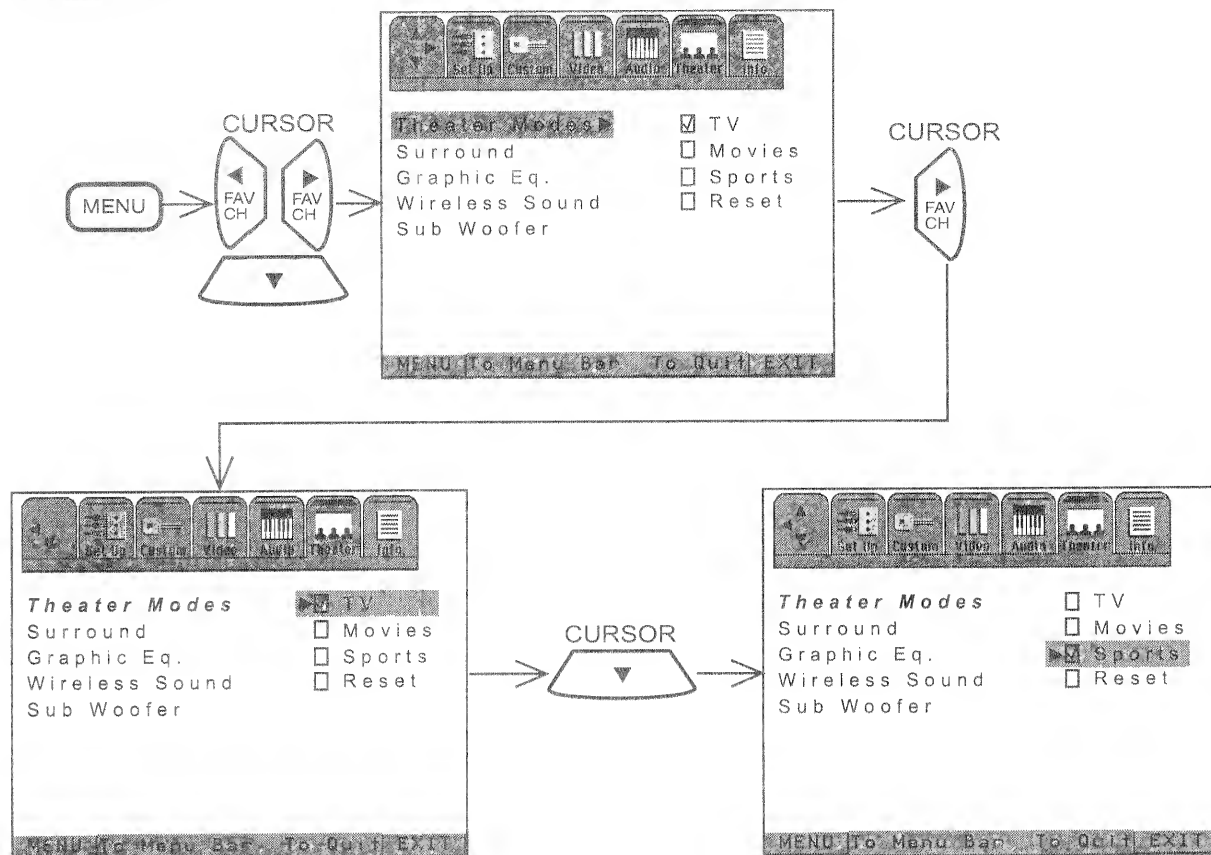 Set Up Custom Video Audio Theater Info
CURSOR
MENU
FAV CH
FAV CH
Theater Modes
Surround
Graphic Eq.
Wireless Sound
Sub Woofer
TV
Movies
Sports
Reset
MENU To Menu Bar To Quit EXIT
CURSOR
FAV CH
Set Up Custom Video Audio Theater Info
Theater Modes
Surround
Graphic Eq.
Wireless Sound
Sub Woofer
TV
Movies
Sports
Reset
MENU To Menu Bar To Quit EXIT
CURSOR
Set Up Custom Video Audio Theater Info
Theater Modes
Surround
Graphic Eq.
Wireless Sound
Sub Woofer
TV
Movies
Sports
Reset
MENU To Menu Bar To Quit EXIT